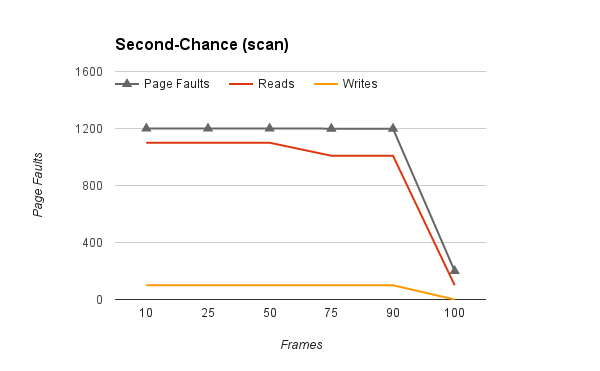 Second-Chance (scan)
1600
Page Faults Reads Writes
1200
800
400
0
Page Faults
10 25 50 75 90 100
Frames